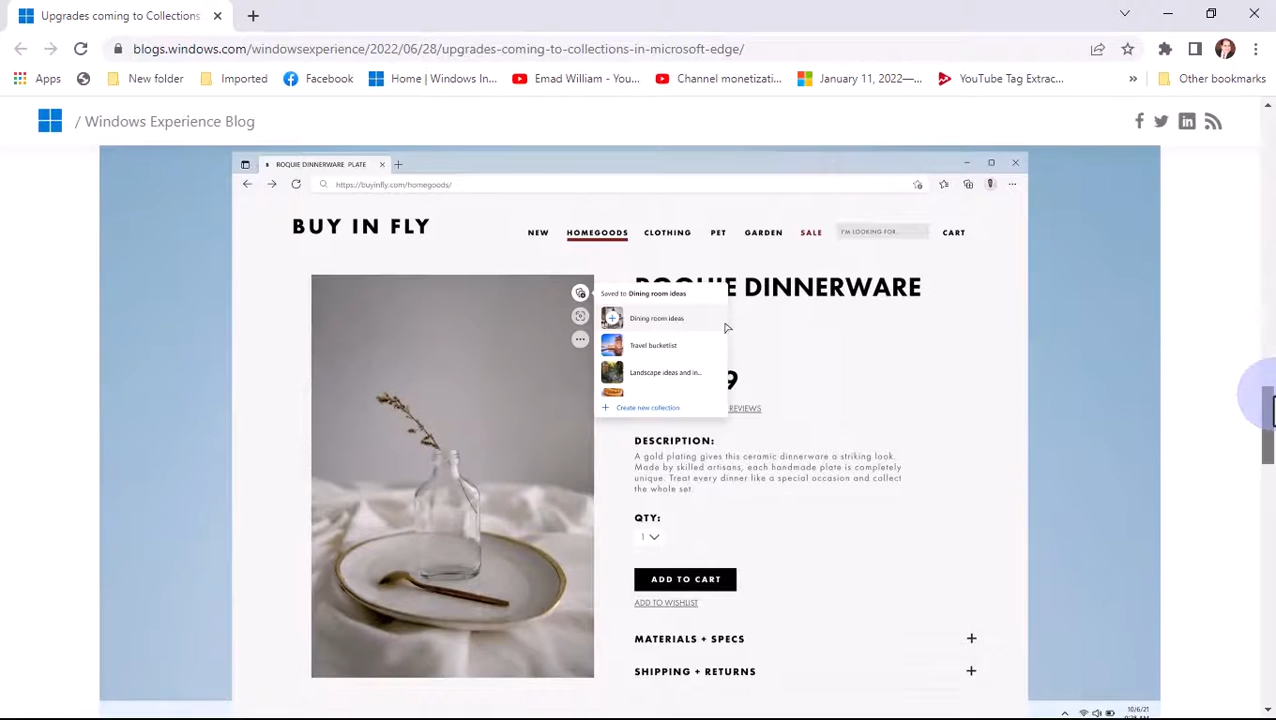 Upgrades coming to Collections
blogs.windows.com/windowsexperience/2022/06/28/upgrades-coming-to-collections-in-microsoft-edge/
Apps New folder Imported Facebook Home | Windows In... Emad William - You... Channel monetizati... January 11, 2022—... YouTube Tag Extrac... » Other bookmarks
/ Windows Experience Blog
ROQUIE DINNERWARE PLATE
https://buyinfly.com/homegoods/
BUY IN FLY
NEW HOMEGOODS CLOTHING PET GARDEN SALE I'M LOOKING FOR... CART
DINNERWARE
Saved to Dining room ideas
Dining room ideas
Travel bucketlist
Landscape ideas and in..
9
REVIEWS
+ Create new collection
DESCRIPTION:
A gold plating gives this ceramic dinnerware a striking look.
Made by skilled artisans, each handmade plate is completely
unique. Treat every dinner like a special occasion and collect
the whole set.
QTY:
1
ADD TO CART
ADD TO WISHLIST
MATERIALS + SPECS +
SHIPPING + RETURNS +
10/6/21